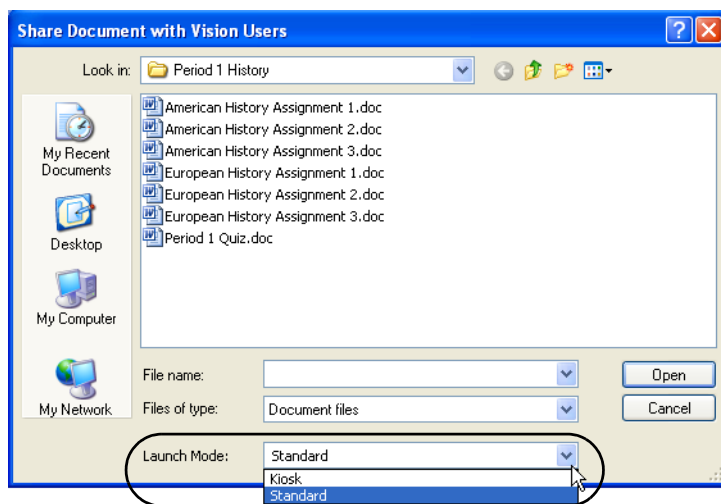 Share Document with Vision Users
Look in: Period 1 History
American History Assignment 1.doc
American History Assignment 2.doc
American History Assignment 3.doc
European History Assignment 1.doc
European History Assignment 2.doc
European History Assignment 3.doc
Period 1 Quiz.doc
My Recent
Documents
Desktop
My Computer
My Network
File name:
Open
Files of type: Document files
Cancel
Launch Mode: Standard
Kiosk
Standard